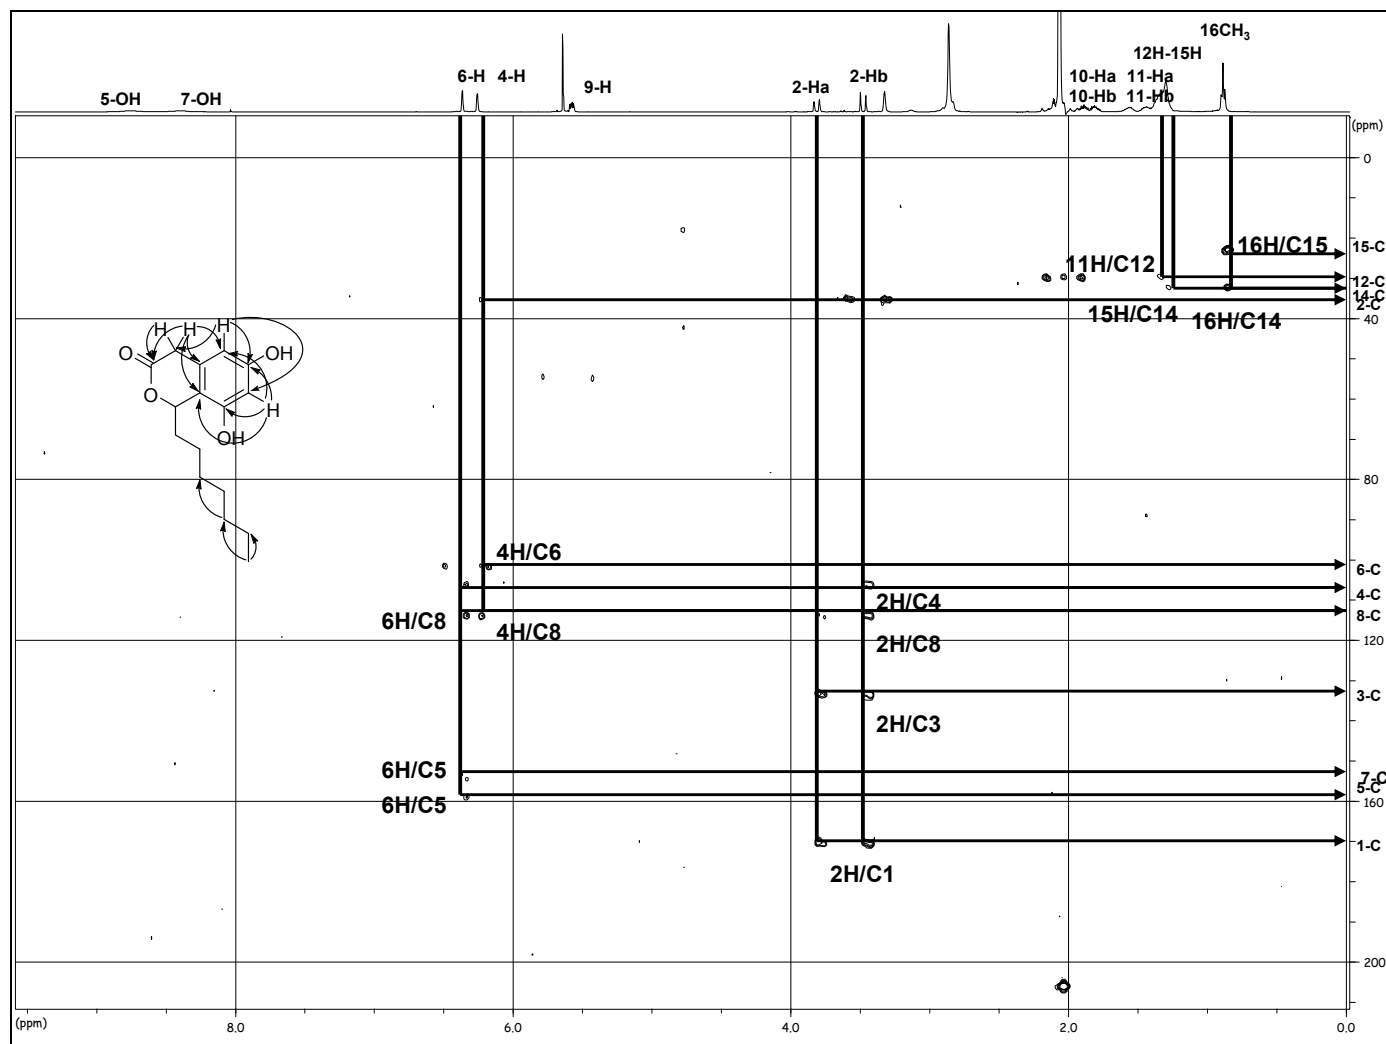 16CH3
12H-15H
6-H 4-H 2-Hb 10-Ha 11-Ha
5-OH 7-OH 9-H 2-Ha 10-Hb 11-Hb
(ppm)
0
16H/C15 15-C
11H/C12 12-C
14-C
2-C
15H/C14 16H/C14
40
H H H
O OH
O H
OH
80
4H/C6 6-C
2H/C4 4-C
6H/C8 4H/C8 8-C
2H/C8 120
3-C
2H/C3
6H/C5 7-C
5-C
6H/C5 160
1-C
2H/C1
200
(ppm) 8.0 6.0 4.0 2.0 0.0